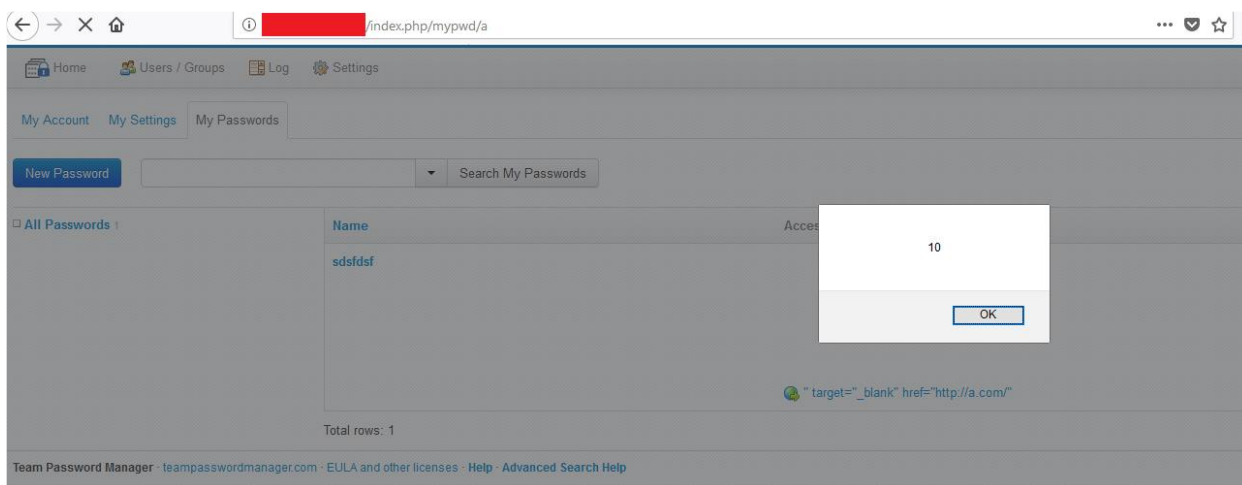 /index.php/mypwd/a
Home Users / Groups Log Settings
My Account My Settings My Passwords
New Password Search My Passwords
All Passwords 1 Name Acces
10
sdsfdsf
OK
" target="_blank" href="http://a.com/"
Total rows: 1
Team Password Manager · teampasswordmanager.com · EULA and other licenses · Help · Advanced Search Help